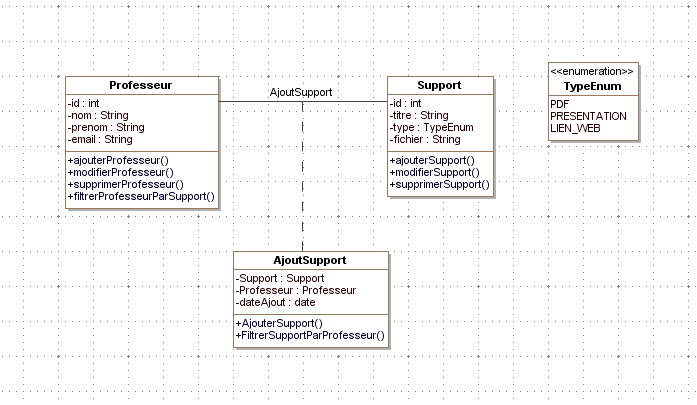 Professeur
-id : int
-nom : String
-prenom : String
-email : String
+ajouterProfesseur()
+modifierProfesseur()
+supprimerProfesseur()
+filtrerProfesseurParSupport()
AjoutSupport
Support
-id : int
-titre : String
-type : TypeEnum
-fichier : String
+ajouterSupport()
+modifierSupport()
+supprimerSupport()
<<enumeration>>
TypeEnum
PDF
PRESENTATION
LIEN_WEB
AjoutSupport
-Support : Support
-Professeur : Professeur
-dateAjout : date
+AjouterSupport()
+FiltrerSupportParProfesseur()